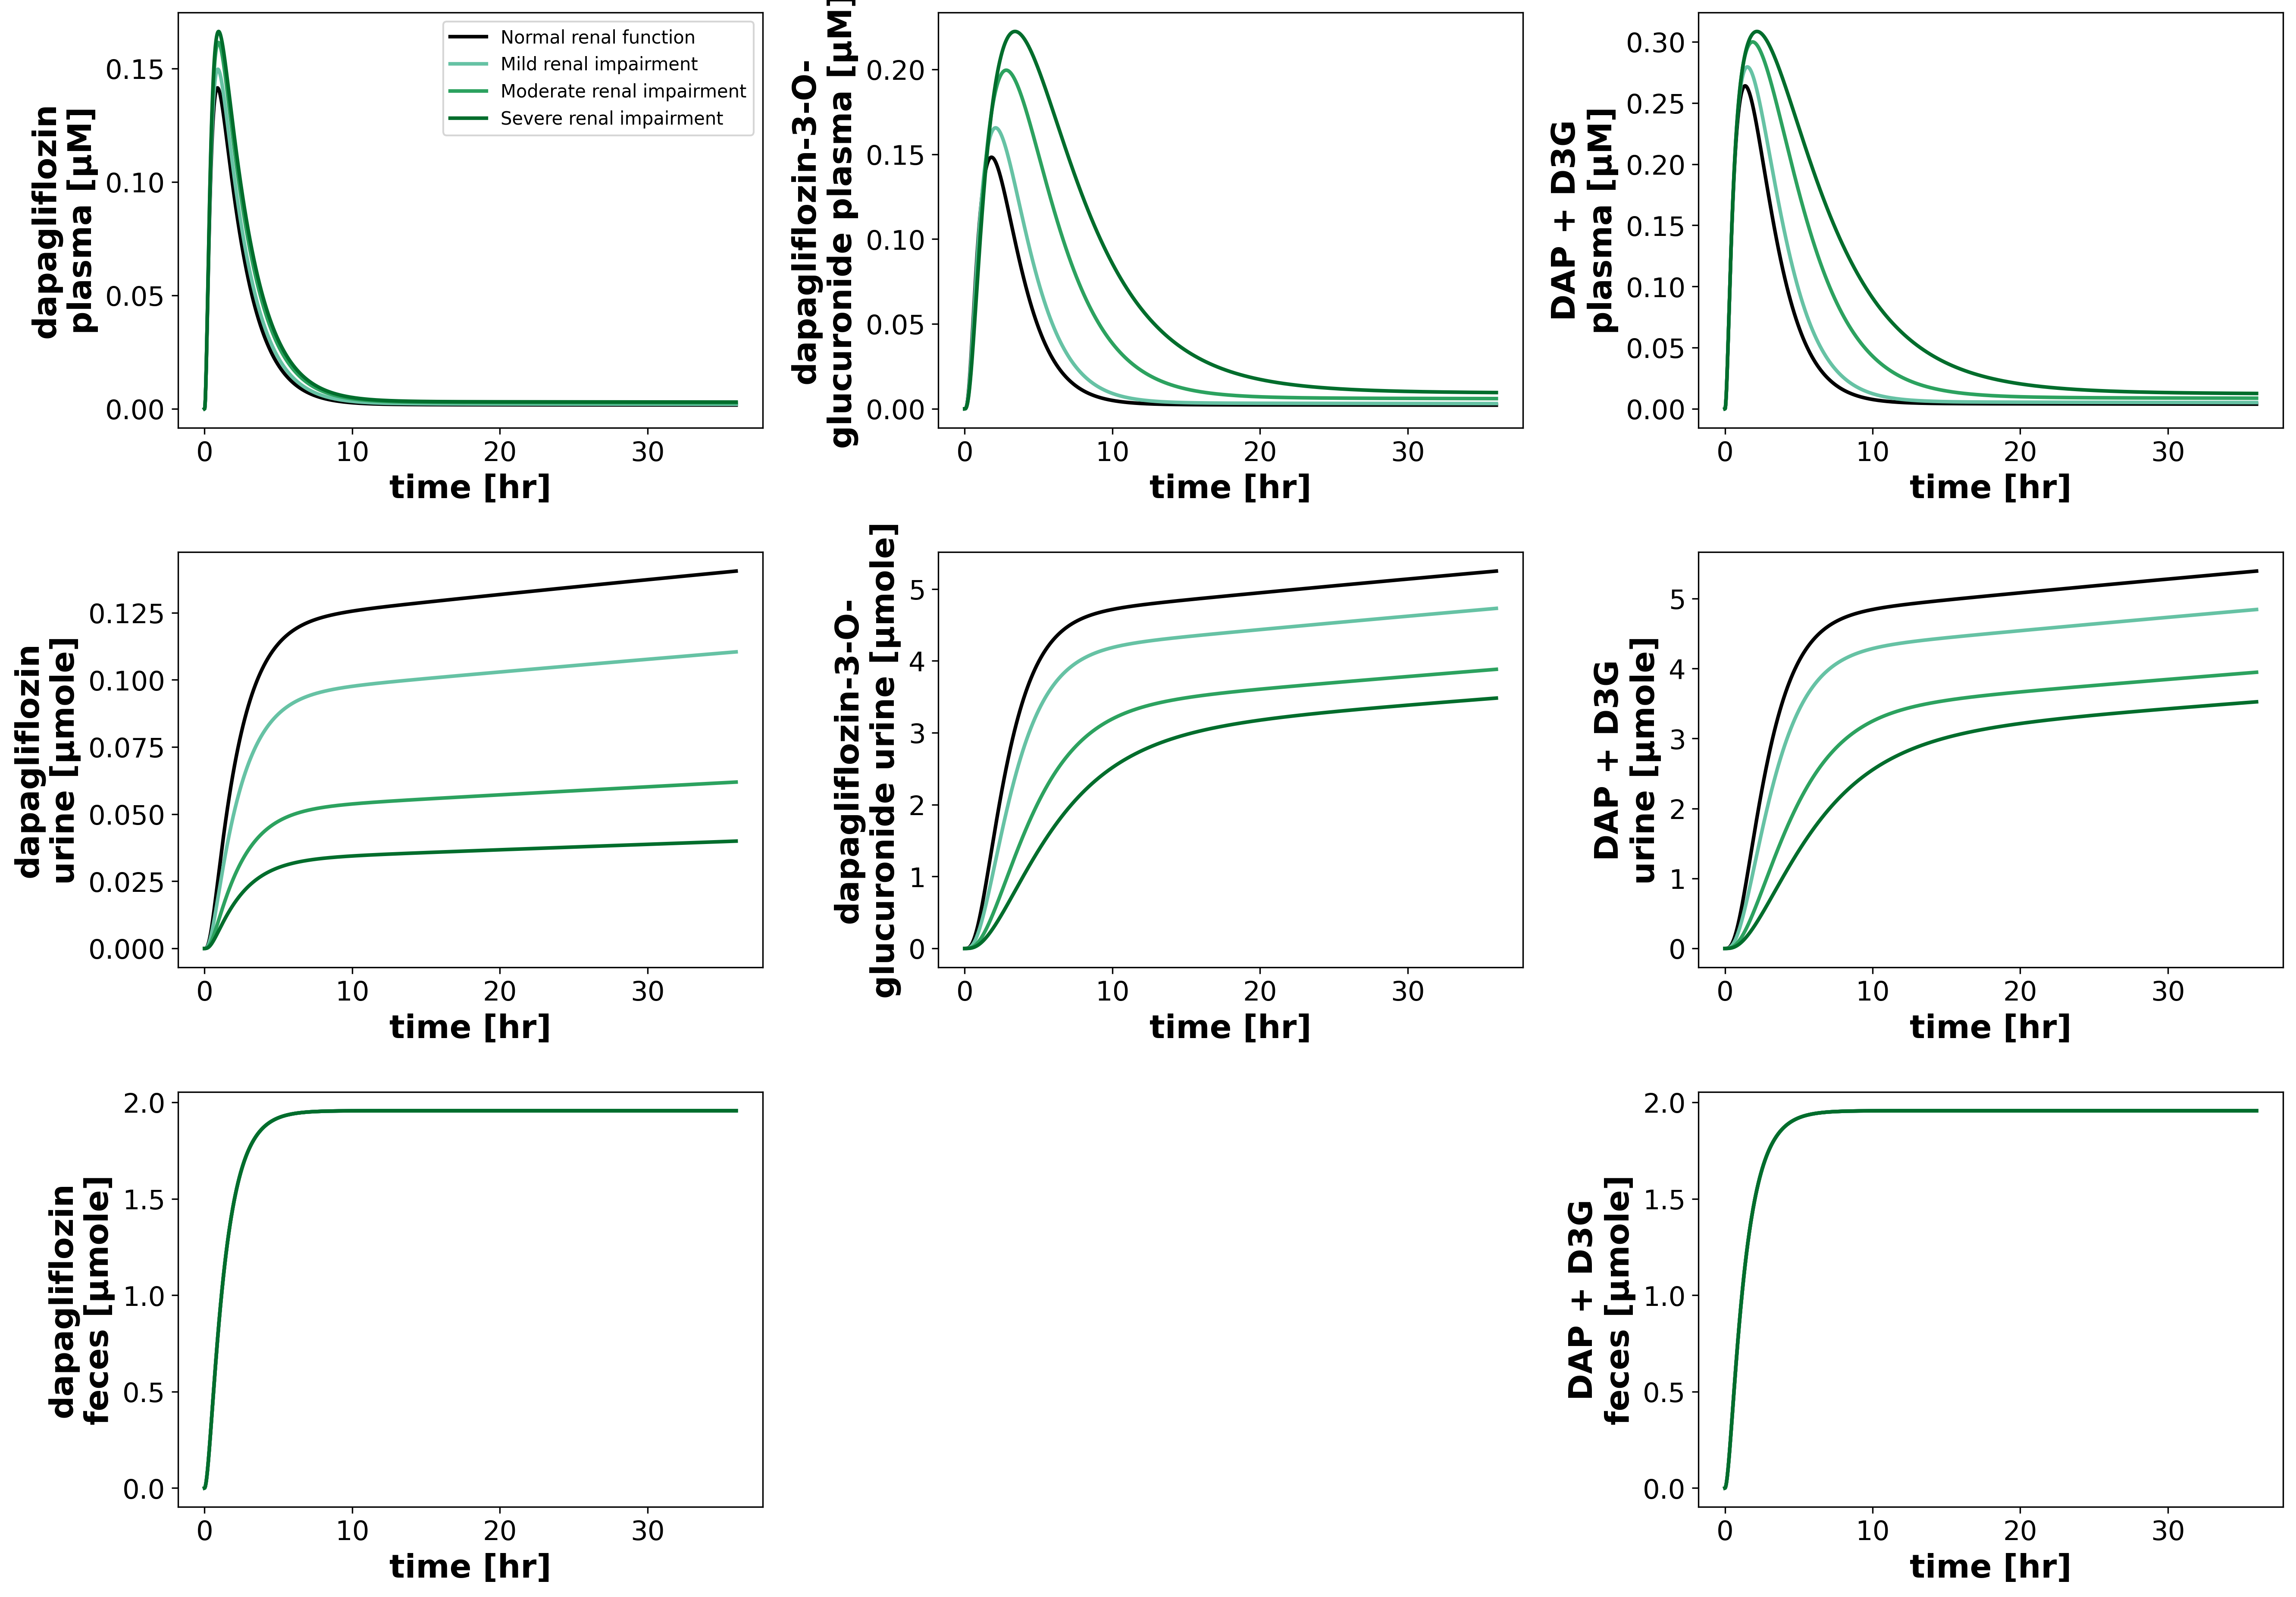 dapagliflozin
plasma [µM]
0.15
0.10
0.05
0.00
Normal renal function
Mild renal impairment
Moderate renal impairment
Severe renal impairment
0 10 20 30
time [hr]
dapagliflozin-3-O-
glucuronide plasma [µM]
0.20
0.15
0.10
0.05
0.00
0 10 20 30
time [hr]
DAP + D3G
plasma [µM]
0.30
0.25
0.20
0.15
0.10
0.05
0.00
0 10 20 30
time [hr]
dapagliflozin
urine [µmole]
0.125
0.100
0.075
0.050
0.025
0.000
0 10 20 30
time [hr]
dapagliflozin-3-O-
glucuronide urine [µmole]
5
4
3
2
1
0
0 10 20 30
time [hr]
DAP + D3G
urine [µmole]
5
4
3
2
1
0
0 10 20 30
time [hr]
dapagliflozin
feces [µmole]
2.0
1.5
1.0
0.5
0.0
0 10 20 30
time [hr]
DAP + D3G
feces [µmole]
2.0
1.5
1.0
0.5
0.0
0 10 20 30
time [hr]